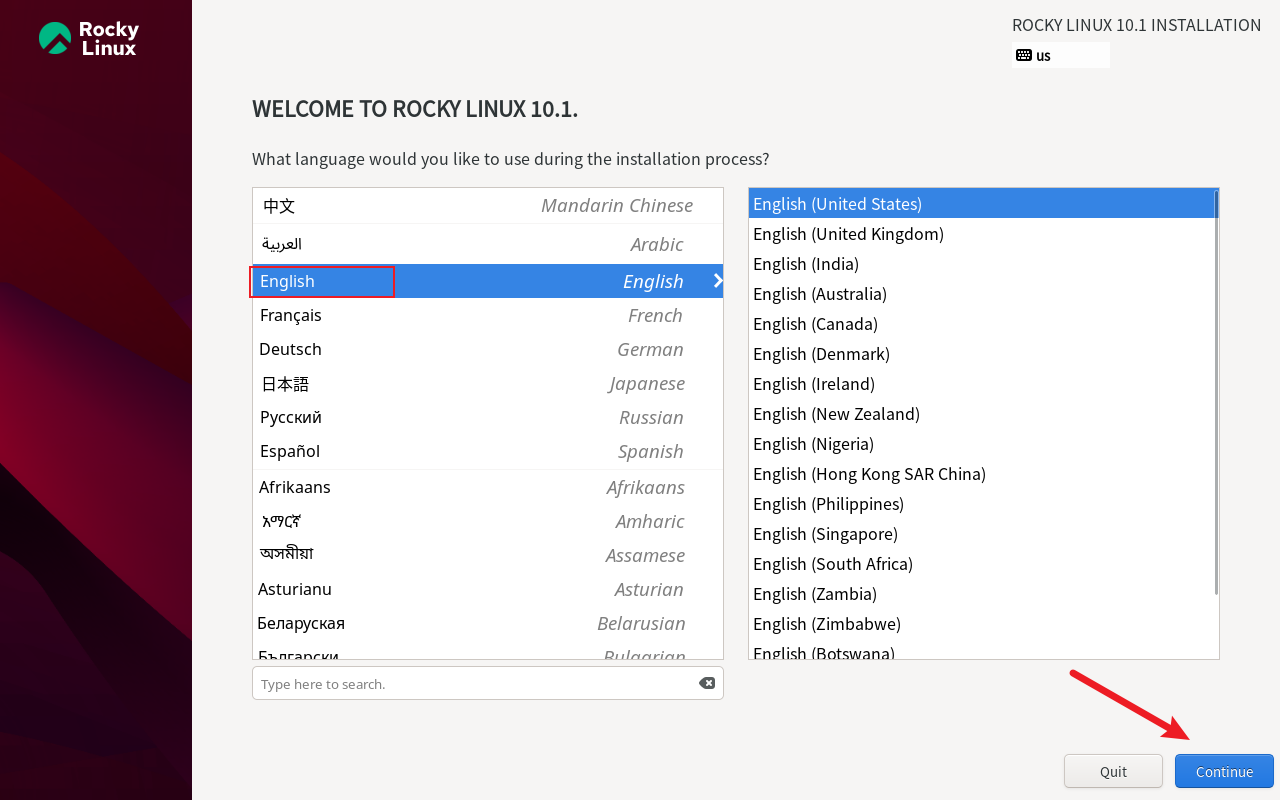 Rocky
Linux
ROCKY LINUX 10.1 INSTALLATION
us
WELCOME TO ROCKY LINUX 10.1.
What language would you like to use during the installation process?
中文 Mandarin Chinese
العربية Arabic
English English
Français French
Deutsch German
日本語 Japanese
Русский Russian
Español Spanish
Afrikaans Afrikaans
አማርኛ Amharic
অসমীয়া Assamese
Asturianu Asturian
Беларуская Belarusian
Български Bulgarian
Type here to search.
English (United States)
English (United Kingdom)
English (India)
English (Australia)
English (Canada)
English (Denmark)
English (Ireland)
English (New Zealand)
English (Nigeria)
English (Hong Kong SAR China)
English (Philippines)
English (Singapore)
English (South Africa)
English (Zambia)
English (Zimbabwe)
English (Botswana)
Quit
Continue